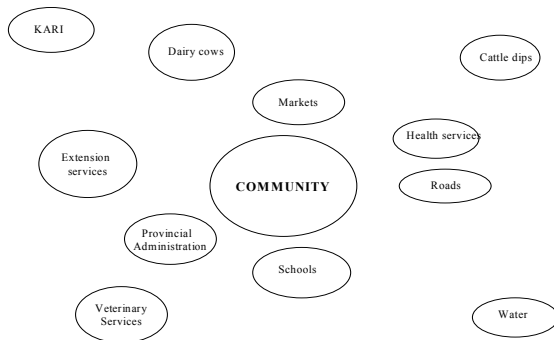 KARI
Dairy cows
Cattle dips
Markets
Health services
Extension
services
COMMUNITY
Roads
Provincial
Administration
Schools
Veterinary
Services
Water